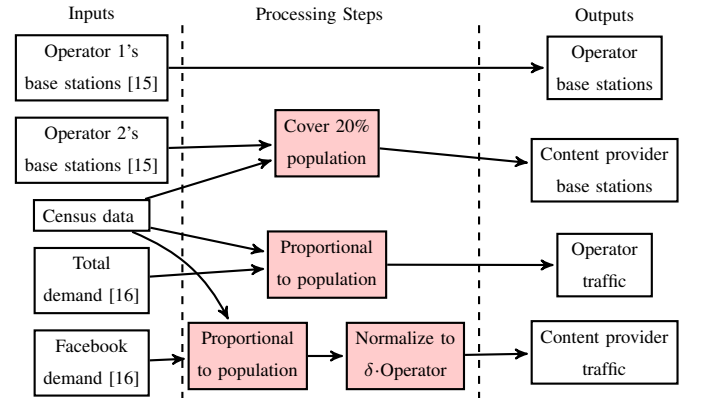 Inputs
Processing Steps
Outputs
Operator 1's
base stations [15]
Operator
base stations
Operator 2's
base stations [15]
Cover 20%
population
Content provider
base stations
Census data
Total
demand [16]
Proportional
to population
Operator
traffic
Facebook
demand [16]
Proportional
to population
Normalize to
δ·Operator
Content provider
traffic